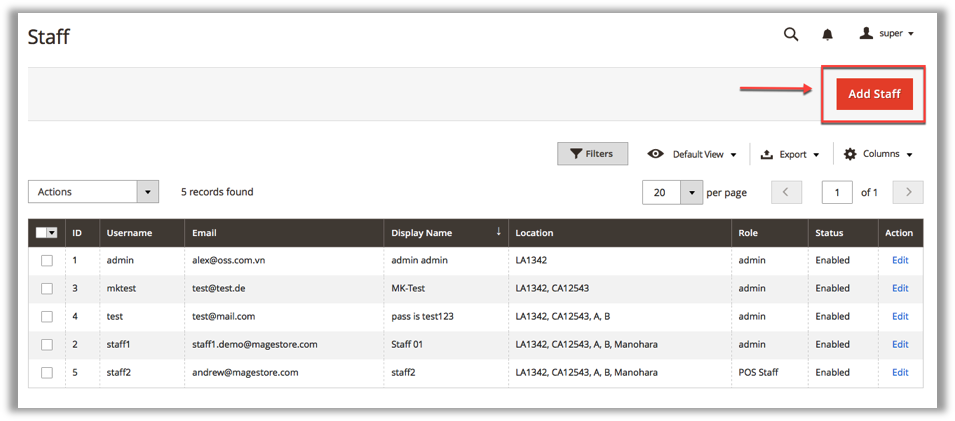 Staff
super
Add Staff
Filters Default View Export Columns
Actions 5 records found 20 per page 1 of 1
ID Username Email Display Name ↓ Location Role Status Action
1 admin alex@oss.com.vn admin admin LA1342 admin Enabled Edit
3 mktest test@test.de MK-Test LA1342, CA12543 admin Enabled Edit
4 test test@mail.com pass is test123 LA1342, CA12543, A, B admin Enabled Edit
2 staff1 staff1.demo@magestore.com Staff 01 LA1342, CA12543, A, B, Manohara admin Enabled Edit
5 staff2 andrew@magestore.com staff2 LA1342, CA12543, A, B, Manohara POS Staff Enabled Edit